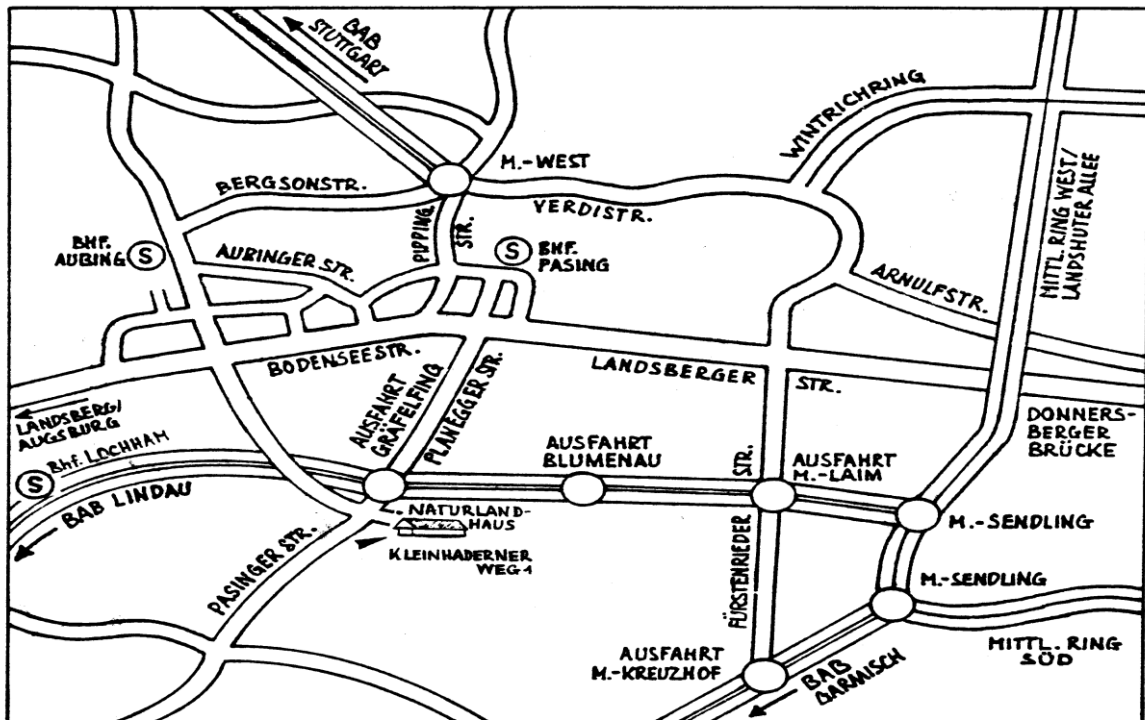 BAB
STUTTGART
WINTRICHRING
M.-WEST
BERGSONSTR.
VERDISTR.
PIPPING.
STR.
MITTL. RING WEST/
LANDSHUTER ALLEE
BHF.
AUBING
S
AUBINGER STR.
S
BHF.
PASING
ARNULFSTR.
BODENSEESTR.
LANDSBERGER
STR.
LANDSBERG/
AUGSBURG
AUSFAHRT
GRÄFELFING
PLANEGGER STR.
DONNERS-
BERGER
BRÜCKE
S
Bhf. LOCHHAM
BAB LINDAU
AUSFAHRT
BLUMENAU
STR.
AUSFAHRT
M.-LAIM
NATURLAND-
HAUS
KLEINHADERNER
WEG 1
M.-SENDLING
PASINGER STR.
FÜRSTENRIEDER
M.-SENDLING
MITTL. RING
SÜD
AUSFAHRT
M.-KREUZHOF
BAB
GARMISCH